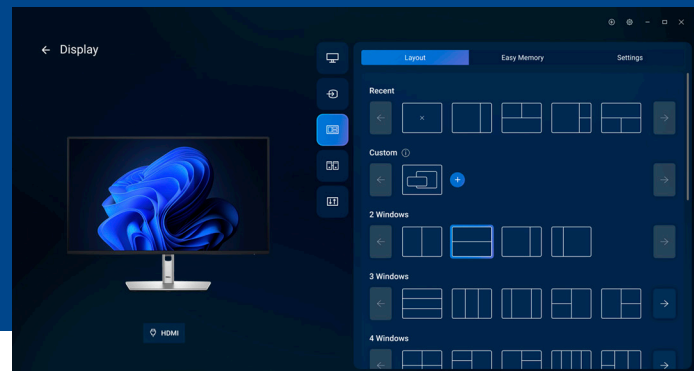 Display
Layout
Easy Memory
Settings
Recent
Custom
2 Windows
3 Windows
4 Windows
HDMI